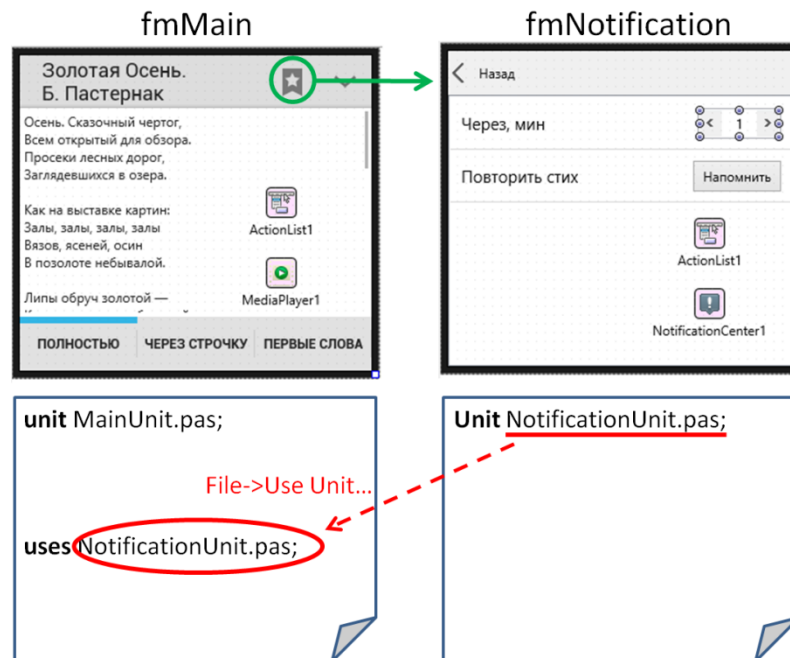 fmMain
Золотая Осень.
Б. Пастернак
Осень. Сказочный чертог,
Всем открытый для обзора.
Просеки лесных дорог,
Заглядевшихся в озера.
Как на выставке картин:
Залы, залы, залы, залы
Вязов, ясеней, осин
В позолоте небывалой.
Липы обруч золотой —
ActionList1
MediaPlayer1
ПОЛНОСТЬЮ
ЧЕРЕЗ СТРОЧКУ
ПЕРВЫЕ СЛОВА
fmNotification
Назад
Через, мин
< 1 >
Повторить стих
Напомнить
ActionList1
NotificationCenter1
unit MainUnit.pas;
File->Use Unit...
uses NotificationUnit.pas;
Unit NotificationUnit.pas;